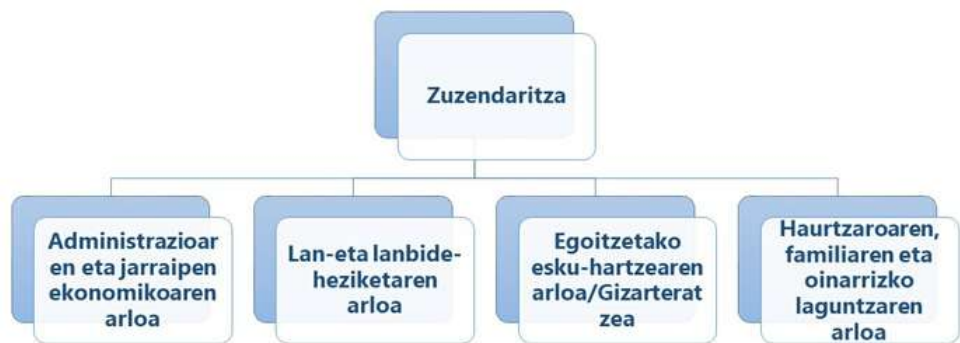 Zuzendaritza
Administrazioar
en eta jarraipen
ekonomikoaren
arloa
Lan-eta lanbide-
heziketaren
arloa
Egoitzetako
esku-hartzearen
arloa/Gizarterat
zea
Haurtzaroaren,
familiaren eta
oinarrizko
laguntzaren
arloa